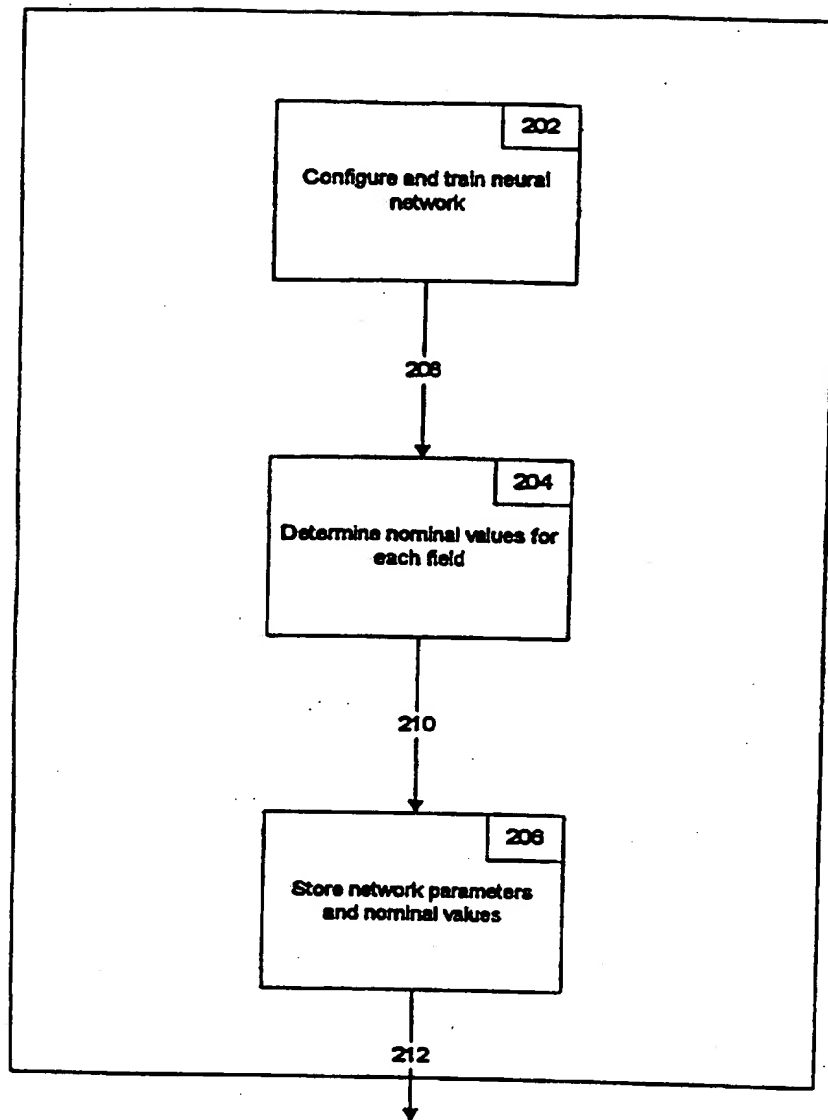 202
Configure and train neural
network
208
204
Determine nominal values for
each field
210
206
Store network parameters
and nominal values
212